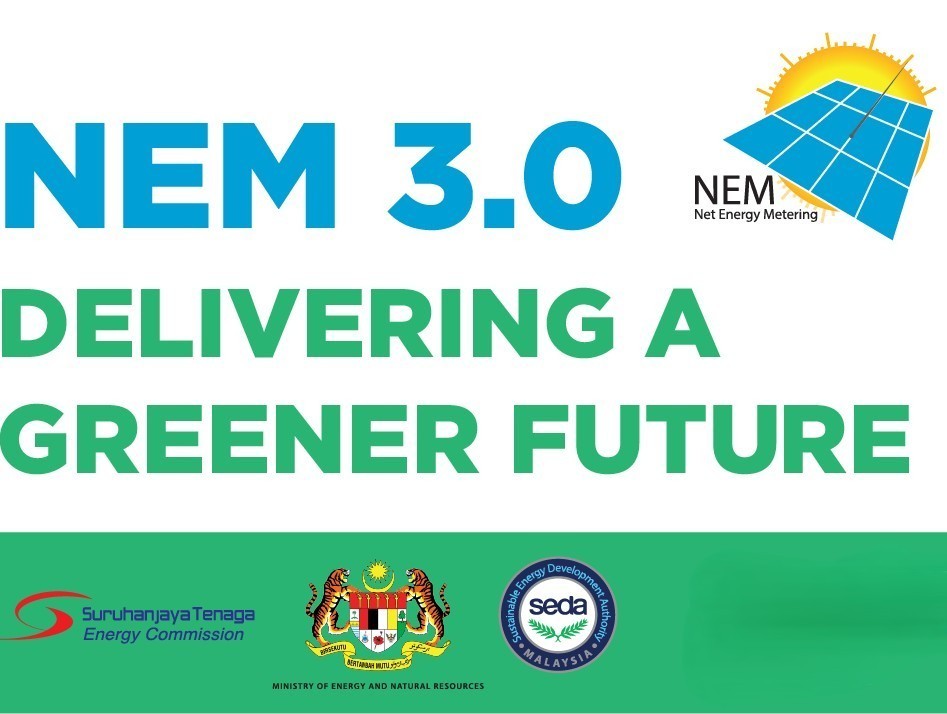 NEM 3.0
NEM
Net Energy Metering
DELIVERING A
GREENER FUTURE
Suruhanjaya Tenaga
Energy Commission
BERSEKUTU
BERTAMBAH MUTU
MINISTRY OF ENERGY AND NATURAL RESOURCES
Sustainable Energy Development Authority
seda
MALAYSIA